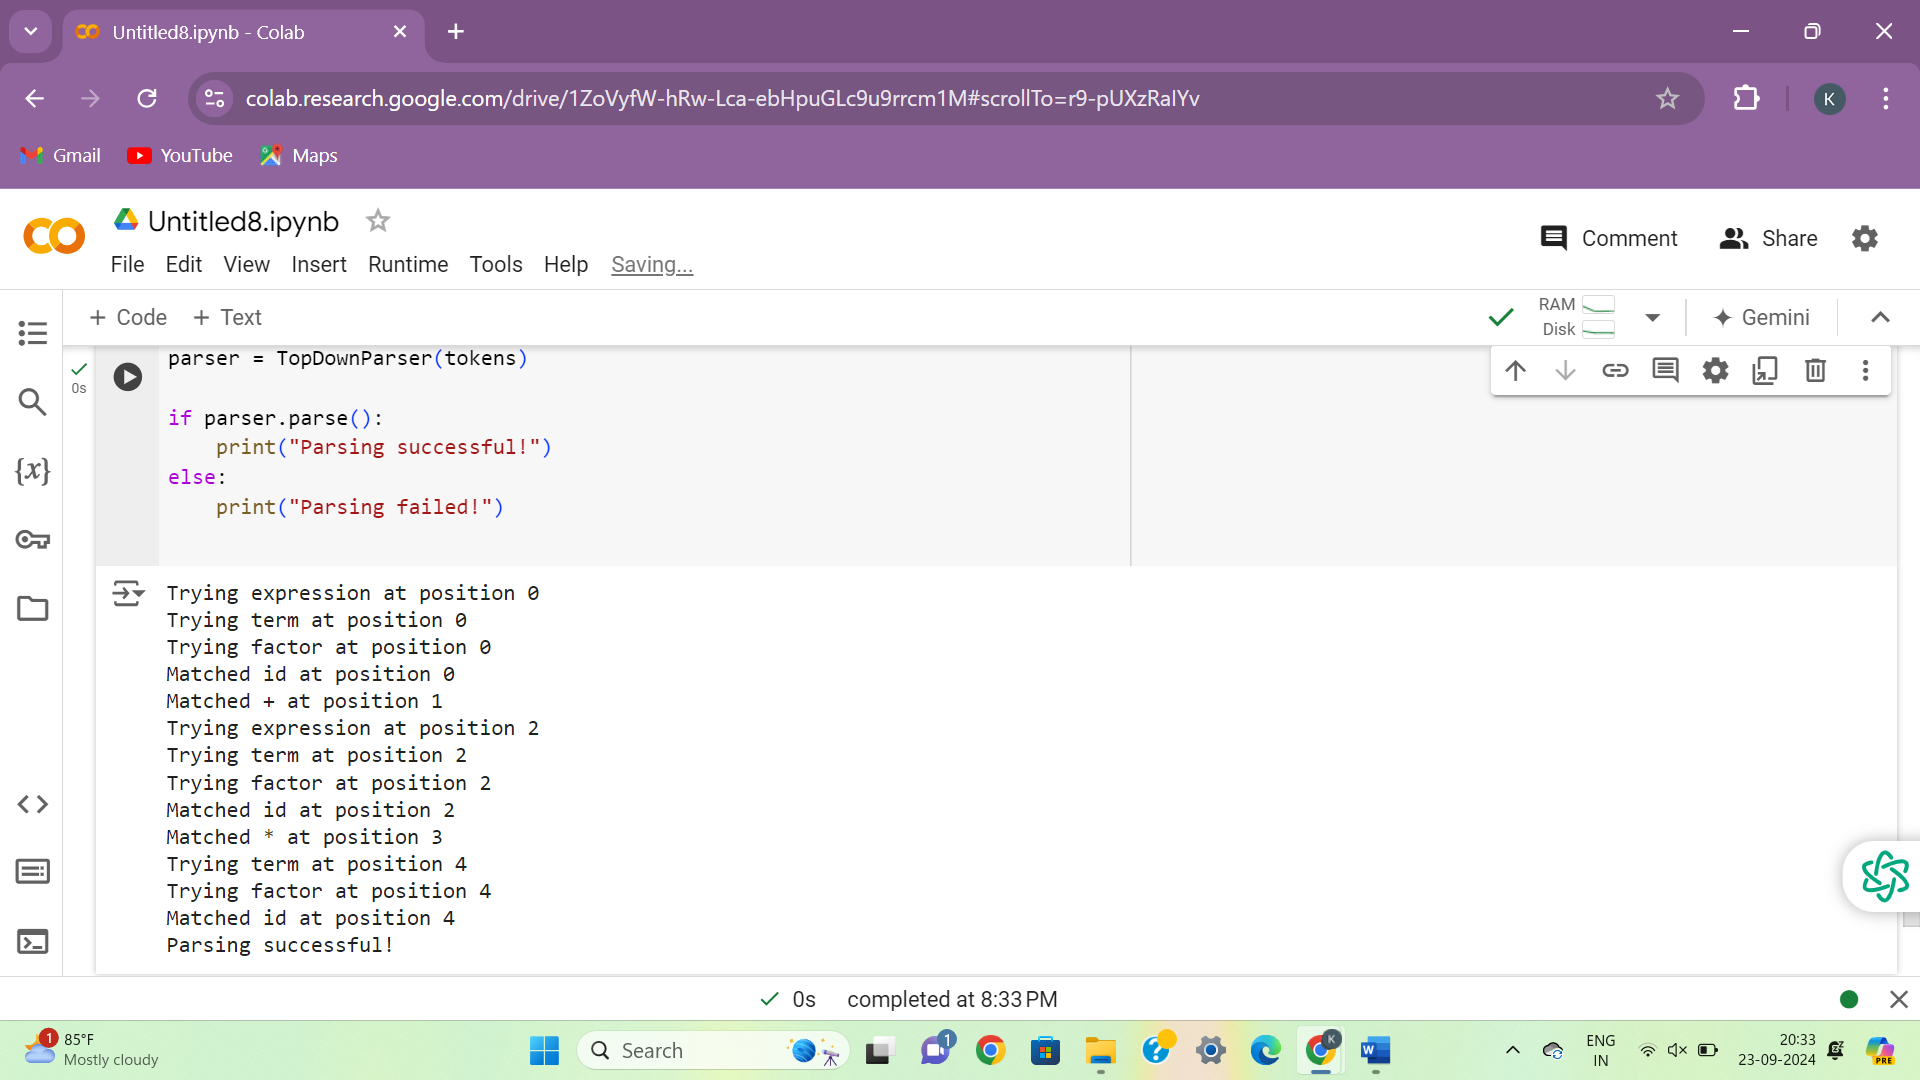 Untitled8.ipynb - Colab
colab.research.google.com/drive/1ZoVyfW-hRw-Lca-ebHpuGLc9u9rrcm1M#scrollTo=r9-pUXzRaIYv
K
Gmail YouTube Maps
Untitled8.ipynb
Comment Share
File Edit View Insert Runtime Tools Help Saving...
+ Code + Text
RAM
Disk
Gemini
0s
parser = TopDownParser(tokens)
if parser.parse():
print("Parsing successful!")
else:
print("Parsing failed!")
{x}
Trying expression at position 0
Trying term at position 0
Trying factor at position 0
Matched id at position 0
Matched + at position 1
Trying expression at position 2
Trying term at position 2
Trying factor at position 2
Matched id at position 2
Matched * at position 3
Trying term at position 4
Trying factor at position 4
Matched id at position 4
Parsing successful!
0s completed at 8:33 PM
1
85°F
Mostly cloudy
Search
1
K
W
ENG
IN
20:33
23-09-2024
PRE